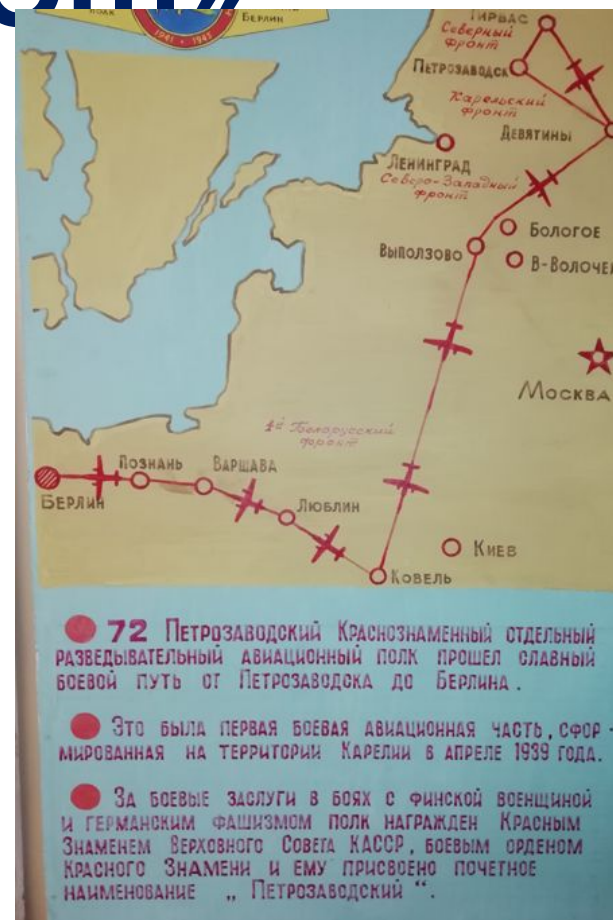 полк
Берлин
1941 • 1945
Гирвас
Северный
фронт
Петрозаводск
Карельский
фронт
Девятины
Ленинград
Северо-Западный
фронт
Бологое
Выползово
В-Волоче
Москва
1й Белорусский
фронт
Познань
Варшава
Берлин
Люблин
Киев
Ковель
72 Петрозаводский Краснознаменный отдельный
разведывательный авиационный полк прошел славный
боевой путь от Петрозаводска до Берлина.
Это была первая боевая авиационная часть, сфор-
мированная на территории Карелии в апреле 1939 года.
За боевые заслуги в боях с финской военщиной
и германским фашизмом полк награжден Красным
Знаменем Верховного Совета КАССР, боевым орденом
Красного Знамени и ему присвоено почетное
наименование „ Петрозаводский “.